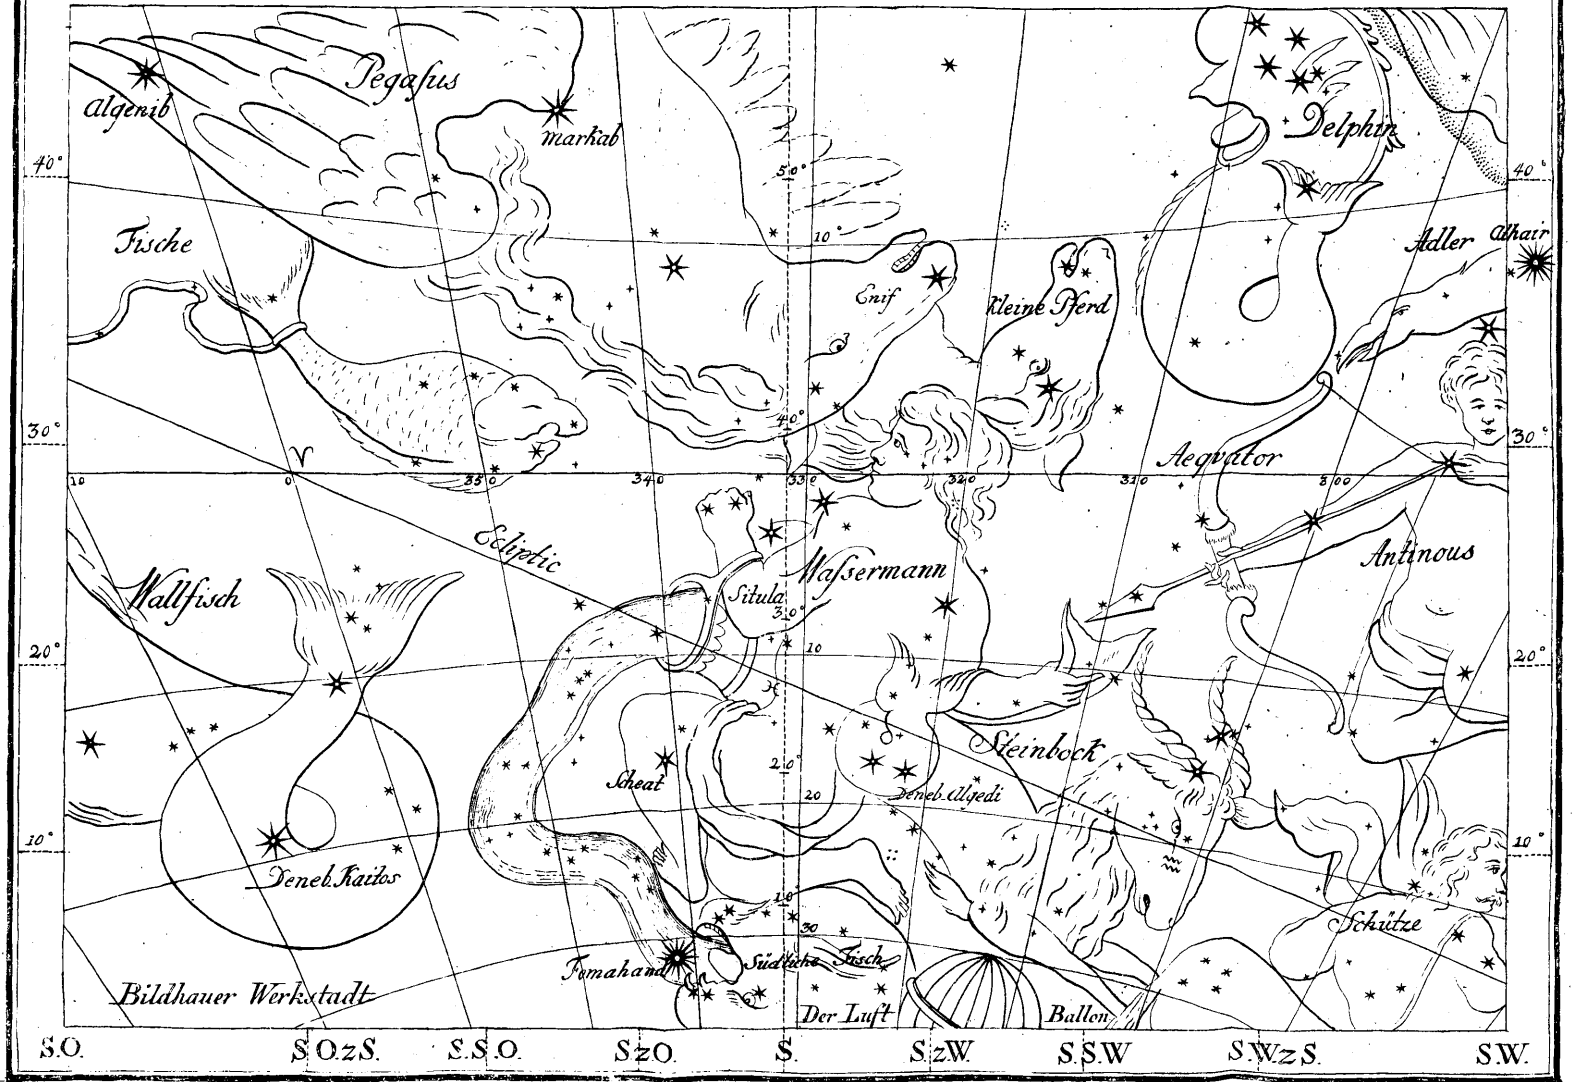 Pegaſus
Algenib
Markab
Delphin
40°
50°
40°
Fiſche
10°
Adler
Athair
Enif
kleine Pferd
30°
40°
30°
♈
Aeqvator
10
0
350
340
330
320
310
300
Ecliptic
Waſsermann
Antinous
Wallfiſch
Situla
30°
20°
10
20°
♓
Steinbock
Scheat
20°
20
Deneb Algedi
10°
10°
♒
Deneb Kaitos
10°
30
Schütze
Fomahand
Südliche Fiſch
Bildhauer Werkstadt
Der Luft
Ballon
S.O.
S.O.z S.
S.S.O.
S z O.
S.
S z W.
S.S.W
S.W.z S.
S.W.